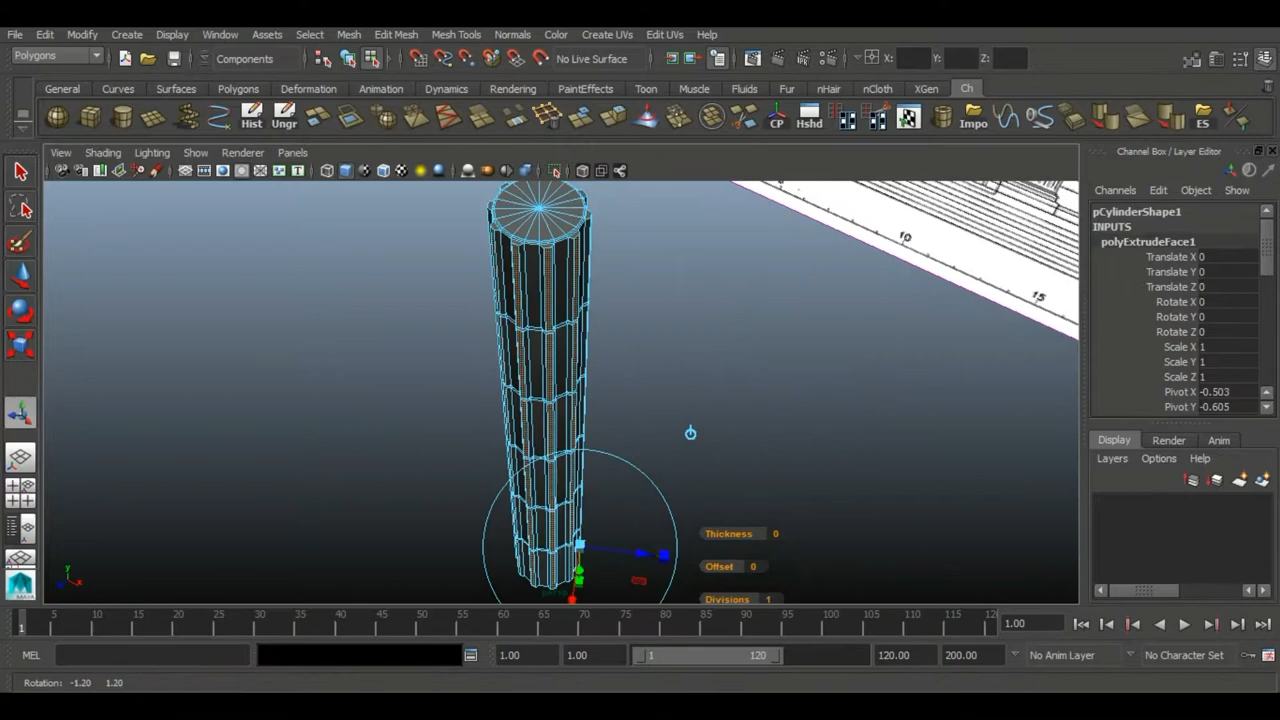 File Edit Modify Create Display Window Assets Select Mesh Edit Mesh Mesh Tools Normals Color Create UVs Edit UVs Help
Polygons Components No Live Surface X: Y: Z:
General Curves Surfaces Polygons Deformation Animation Dynamics Rendering PaintEffects Toon Muscle Fluids Fur nHair nCloth XGen Ch
Hist Ungr CP Hshd Impo ES
View Shading Lighting Show Renderer Panels
Channel Box / Layer Editor
Channels Edit Object Show
pCylinderShape1
INPUTS
polyExtrudeFace1
Translate X 0
Translate Y 0
Translate Z 0
Rotate X 0
Rotate Y 0
Rotate Z 0
Scale X 1
Scale Y 1
Scale Z 1
Pivot X -0.503
Pivot Y -0.605
10
15
Display Render Anim
Layers Options Help
Thickness 0
Offset 0
Divisions 1
persp
y
x
5 10 15 20 25 30 35 40 45 50 55 60 65 70 75 80 85 90 95 100 105 110 115 12
1
1.00
MEL 1.00 1.00 1 120 120.00 200.00 No Anim Layer No Character Set
Rotation: -1.20 1.20
MAYA